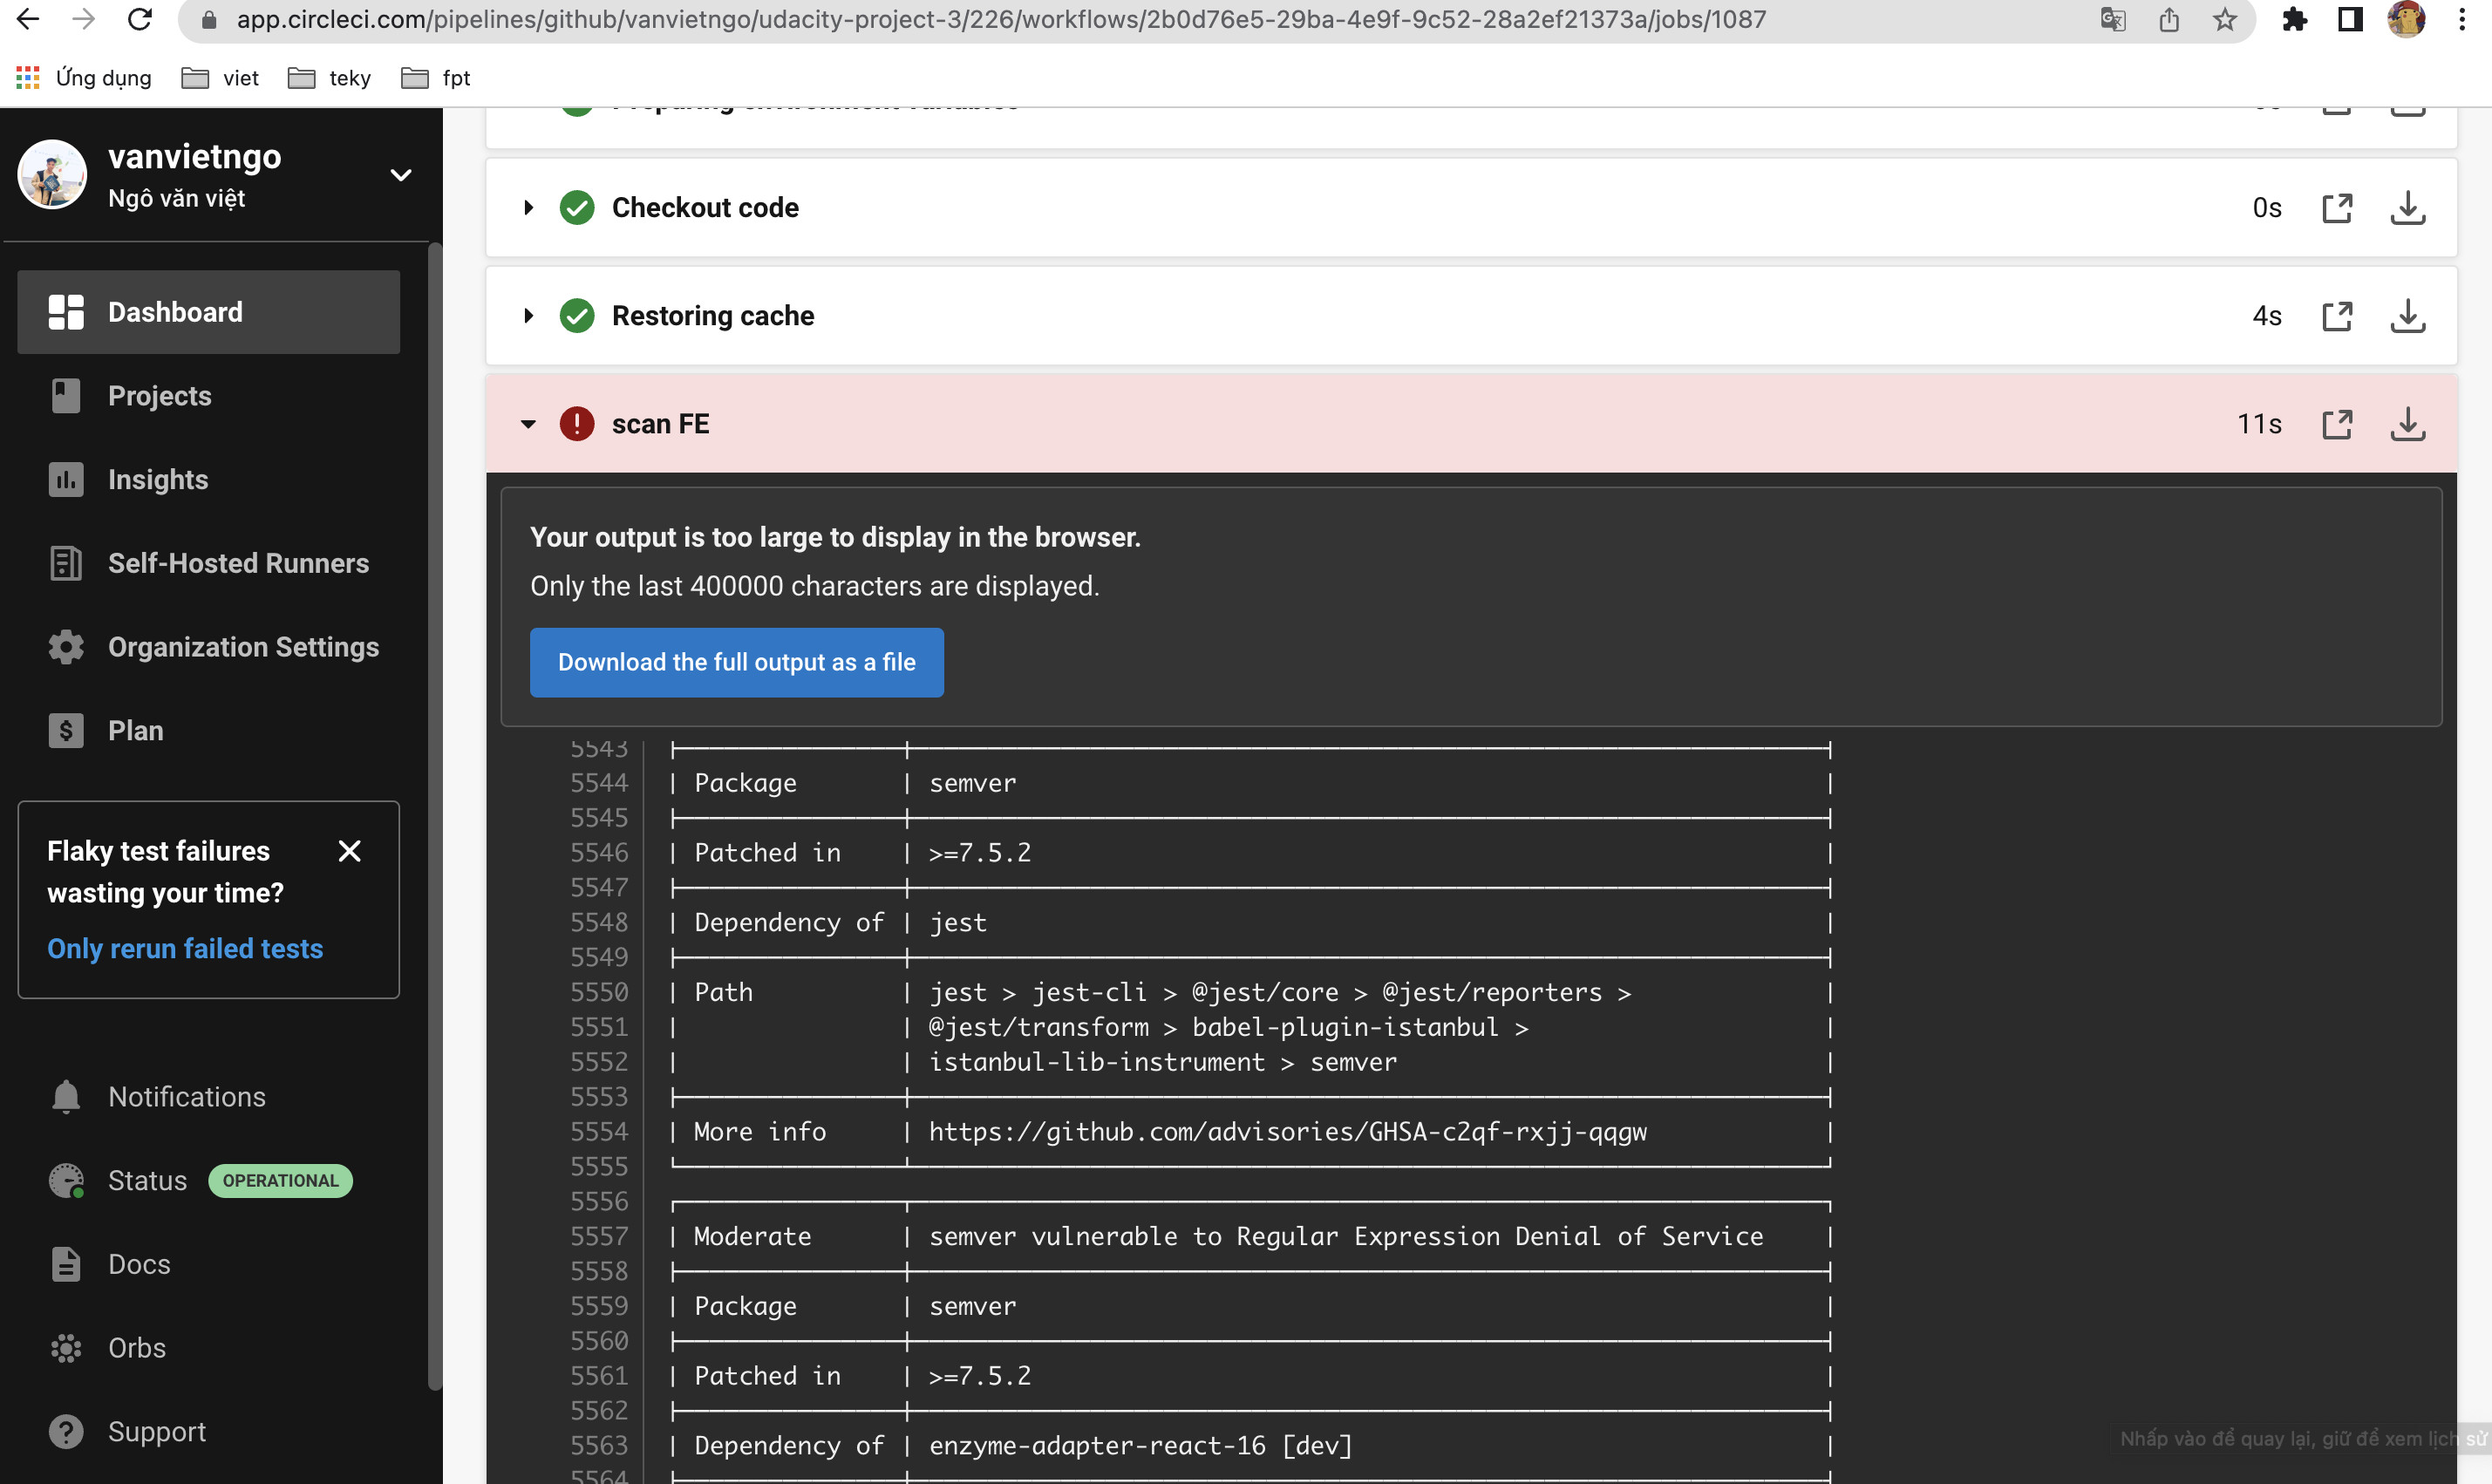 app.circleci.com/pipelines/github/vanvietngo/udacity-project-3/226/workflows/2b0d76e5-29ba-4e9f-9c52-28a2ef21373a/jobs/1087
Ứng dụng viet teky fpt
vanvietngo
Ngô văn việt
Dashboard
Projects
Insights
Self-Hosted Runners
Organization Settings
Plan
Flaky test failures
wasting your time?
Only rerun failed tests
Notifications
Status OPERATIONAL
Docs
Orbs
Support
Preparing environment variables 0s
Checkout code 0s
Restoring cache 4s
scan FE 11s
Your output is too large to display in the browser.
Only the last 400000 characters are displayed.
Download the full output as a file
5543
5544 | Package | semver |
5545
5546 | Patched in | >=7.5.2 |
5547
5548 | Dependency of | jest |
5549
5550 | Path | jest > jest-cli > @jest/core > @jest/reporters > |
5551 | | @jest/transform > babel-plugin-istanbul > |
5552 | | istanbul-lib-instrument > semver |
5553
5554 | More info | https://github.com/advisories/GHSA-c2qf-rxjj-qqgw |
5555
5556
5557 | Moderate | semver vulnerable to Regular Expression Denial of Service |
5558
5559 | Package | semver |
5560
5561 | Patched in | >=7.5.2 |
5562
5563 | Dependency of | enzyme-adapter-react-16 [dev] |
5564
Nhấp vào để quay lại, giữ để xem lịch sử